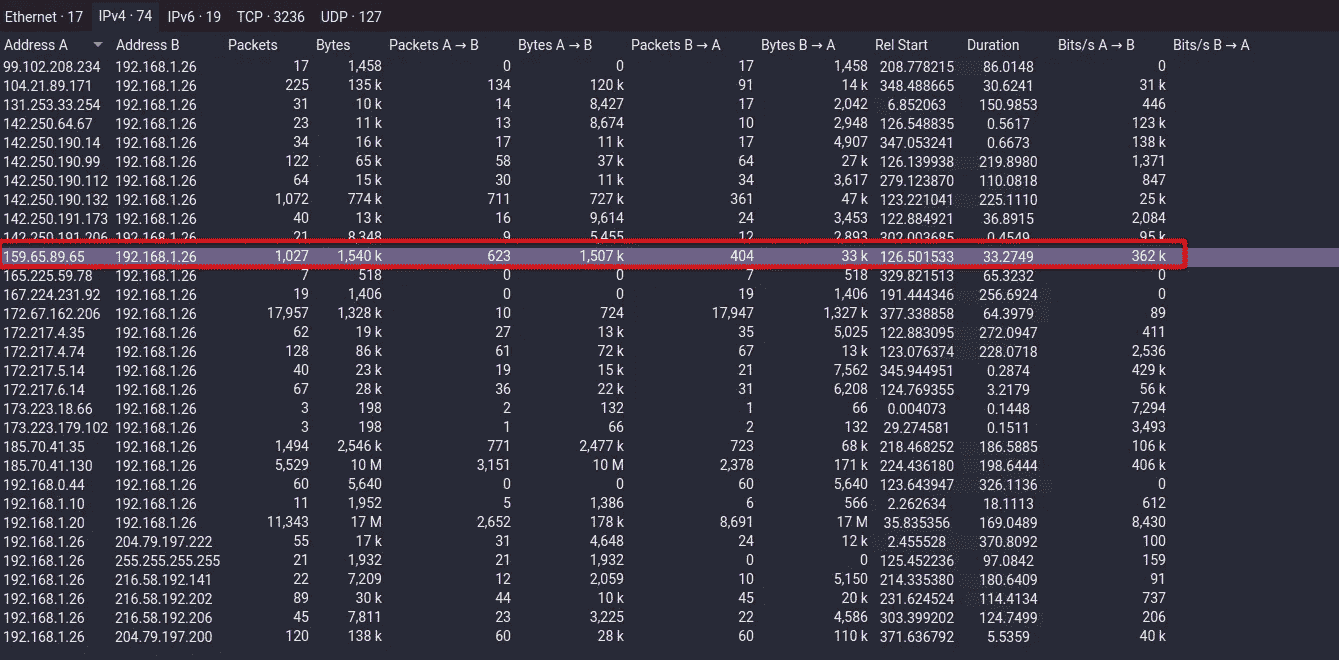 Ethernet · 17 IPv4 · 74 IPv6 · 19 TCP · 3236 UDP · 127
Address A Address B Packets Bytes Packets A → B Bytes A → B Packets B → A Bytes B → A Rel Start Duration Bits/s A → B Bits/s B → A
99.102.208.234 192.168.1.26 17 1,458 0 0 17 1,458 208.778215 86.0148 0
104.21.89.171 192.168.1.26 225 135 k 134 120 k 91 14 k 348.488665 30.6241 31 k
131.253.33.254 192.168.1.26 31 10 k 14 8,427 17 2,042 6.852063 150.9853 446
142.250.64.67 192.168.1.26 23 11 k 13 8,674 10 2,948 126.548835 0.5617 123 k
142.250.190.14 192.168.1.26 34 16 k 17 11 k 17 4,907 347.053241 0.6673 138 k
142.250.190.99 192.168.1.26 122 65 k 58 37 k 64 27 k 126.139938 219.8980 1,371
142.250.190.112 192.168.1.26 64 15 k 30 11 k 34 3,617 279.123870 110.0818 847
142.250.190.132 192.168.1.26 1,072 774 k 711 727 k 361 47 k 123.221041 225.1110 25 k
142.250.191.173 192.168.1.26 40 13 k 16 9,614 24 3,453 122.884921 36.8915 2,084
142.250.191.206 192.168.1.26 21 8,348 9 5,455 12 2,893 302.003685 0.4549 95 k
159.65.89.65 192.168.1.26 1,027 1,540 k 623 1,507 k 404 33 k 126.501533 33.2749 362 k
165.225.59.78 192.168.1.26 7 518 0 0 7 518 329.821513 65.3232 0
167.224.231.92 192.168.1.26 19 1,406 0 0 19 1,406 191.444346 256.6924 0
172.67.162.206 192.168.1.26 17,957 1,328 k 10 724 17,947 1,327 k 377.338858 64.3979 89
172.217.4.35 192.168.1.26 62 19 k 27 13 k 35 5,025 122.883095 272.0947 411
172.217.4.74 192.168.1.26 128 86 k 61 72 k 67 13 k 123.076374 228.0718 2,536
172.217.5.14 192.168.1.26 40 23 k 19 15 k 21 7,562 345.944951 0.2874 429 k
172.217.6.14 192.168.1.26 67 28 k 36 22 k 31 6,208 124.769355 3.2179 56 k
173.223.18.66 192.168.1.26 3 198 2 132 1 66 0.004073 0.1448 7,294
173.223.179.102 192.168.1.26 3 198 1 66 2 132 29.274581 0.1511 3,493
185.70.41.35 192.168.1.26 1,494 2,546 k 771 2,477 k 723 68 k 218.468252 186.5885 106 k
185.70.41.130 192.168.1.26 5,529 10 M 3,151 10 M 2,378 171 k 224.436180 198.6444 406 k
192.168.0.44 192.168.1.26 60 5,640 0 0 60 5,640 123.643947 326.1136 0
192.168.1.10 192.168.1.26 11 1,952 5 1,386 6 566 2.262634 18.1113 612
192.168.1.20 192.168.1.26 11,343 17 M 2,652 178 k 8,691 17 M 35.835356 169.0489 8,430
192.168.1.26 204.79.197.222 55 17 k 31 4,648 24 12 k 2.455528 370.8092 100
192.168.1.26 255.255.255.255 21 1,932 21 1,932 0 0 125.452236 97.0842 159
192.168.1.26 216.58.192.141 22 7,209 12 2,059 10 5,150 214.335380 180.6409 91
192.168.1.26 216.58.192.202 89 30 k 44 10 k 45 20 k 231.624524 114.4134 737
192.168.1.26 216.58.192.206 45 7,811 23 3,225 22 4,586 303.399202 124.7499 206
192.168.1.26 204.79.197.200 120 138 k 60 28 k 60 110 k 371.636792 5.5359 40 k